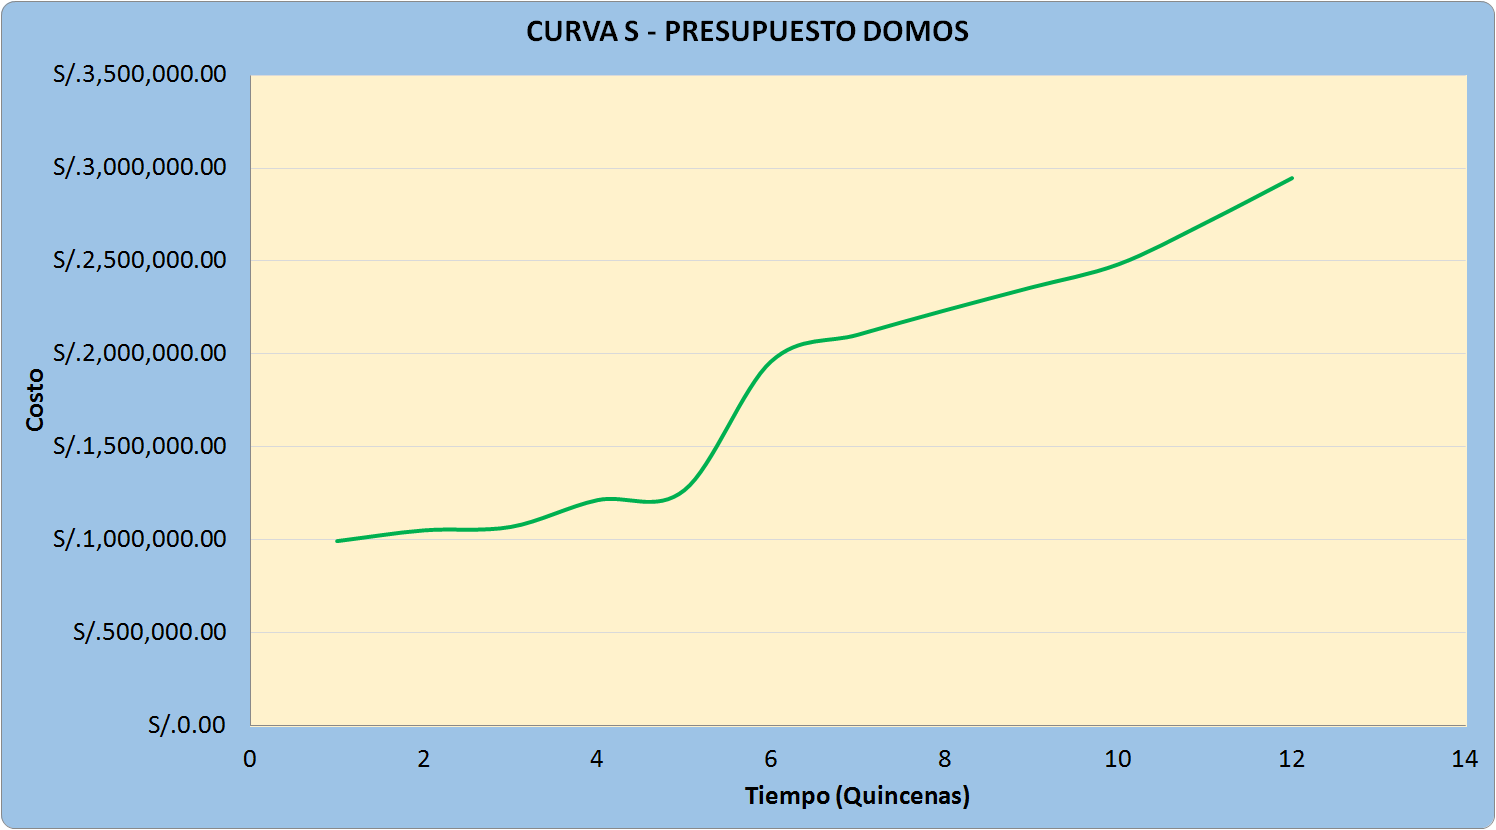 CURVA S - PRESUPUESTO DOMOS
S/.3,500,000.00
S/.3,000,000.00
S/.2,500,000.00
S/.2,000,000.00
S/.1,500,000.00
S/.1,000,000.00
S/.500,000.00
S/.0.00
Costo
0 2 4 6 8 10 12 14
Tiempo (Quincenas)